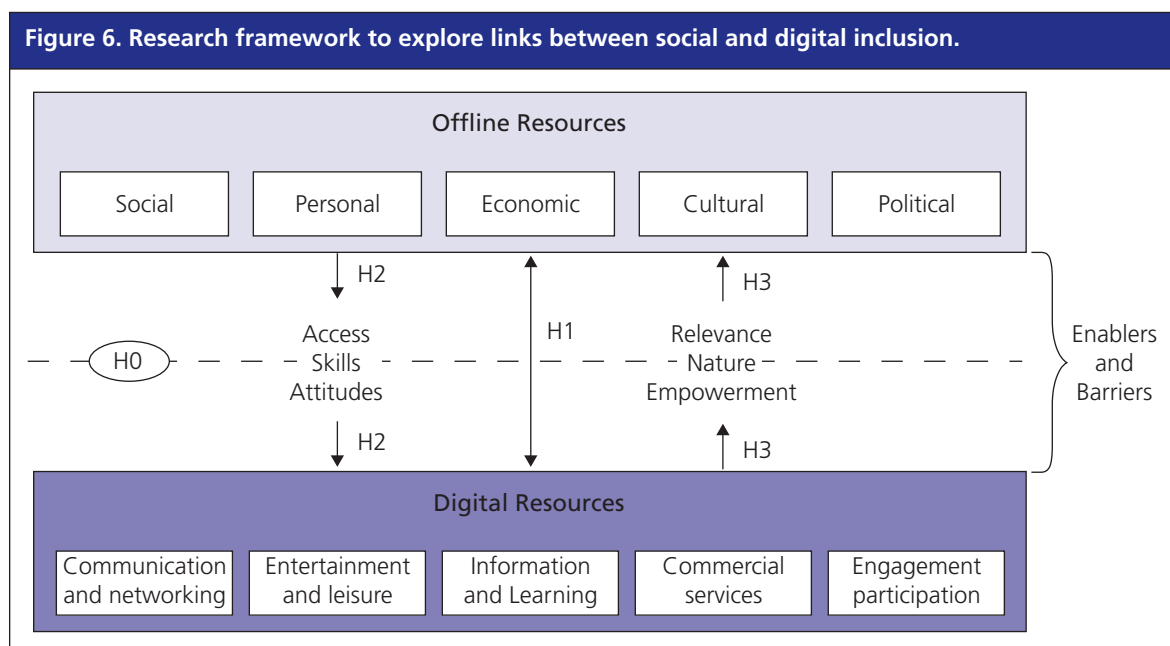 Figure 6. Research framework to explore links between social and digital inclusion.
Offline Resources
Social
Personal
Economic
Cultural
Political
H2
H3
Access
Skills
Attitudes
H1
Relevance
Nature
Empowerment
Enablers
and
Barriers
H0
H2
H3
Digital Resources
Communication
and networking
Entertainment
and leisure
Information
and Learning
Commercial
services
Engagement
participation